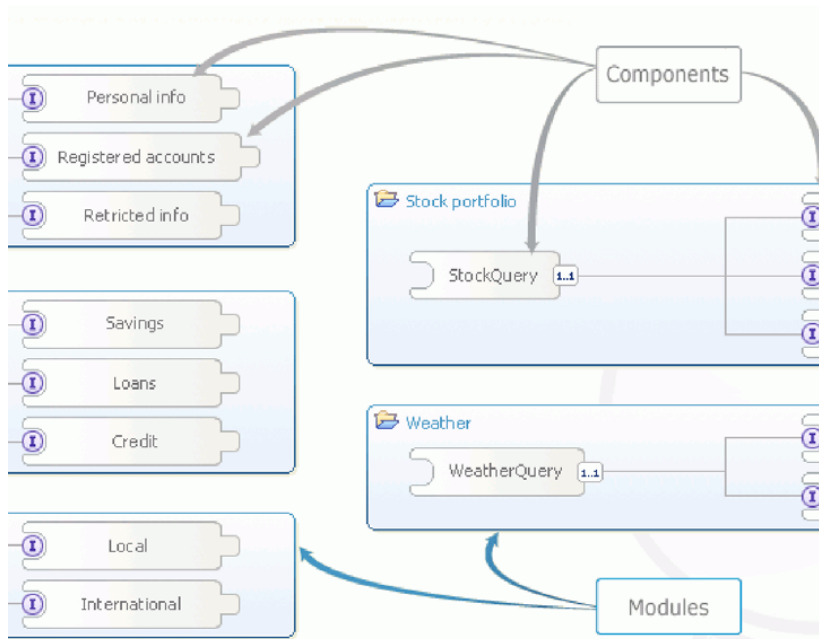 Components
Personal info
Registered accounts
Retricted info
Stock portfolio
StockQuery
1..1
Savings
Loans
Credit
Weather
WeatherQuery
1..1
Local
International
Modules
I
I
I
I
I
I
I
I
I
I
I
I
I